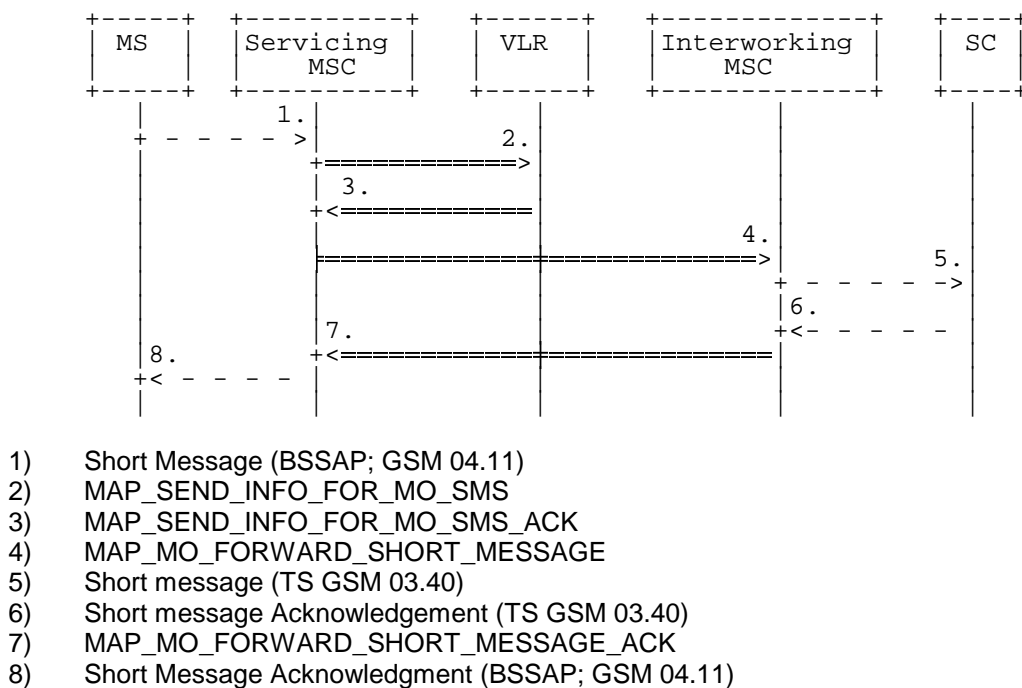 MS Servicing VLR Interworking SC
MSC MSC
1.
2.
3.
4.
5.
6.
7.
8.
1) Short Message (BSSAP; GSM 04.11)
2) MAP_SEND_INFO_FOR_MO_SMS
3) MAP_SEND_INFO_FOR_MO_SMS_ACK
4) MAP_MO_FORWARD_SHORT_MESSAGE
5) Short message (TS GSM 03.40)
6) Short message Acknowledgement (TS GSM 03.40)
7) MAP_MO_FORWARD_SHORT_MESSAGE_ACK
8) Short Message Acknowledgment (BSSAP; GSM 04.11)